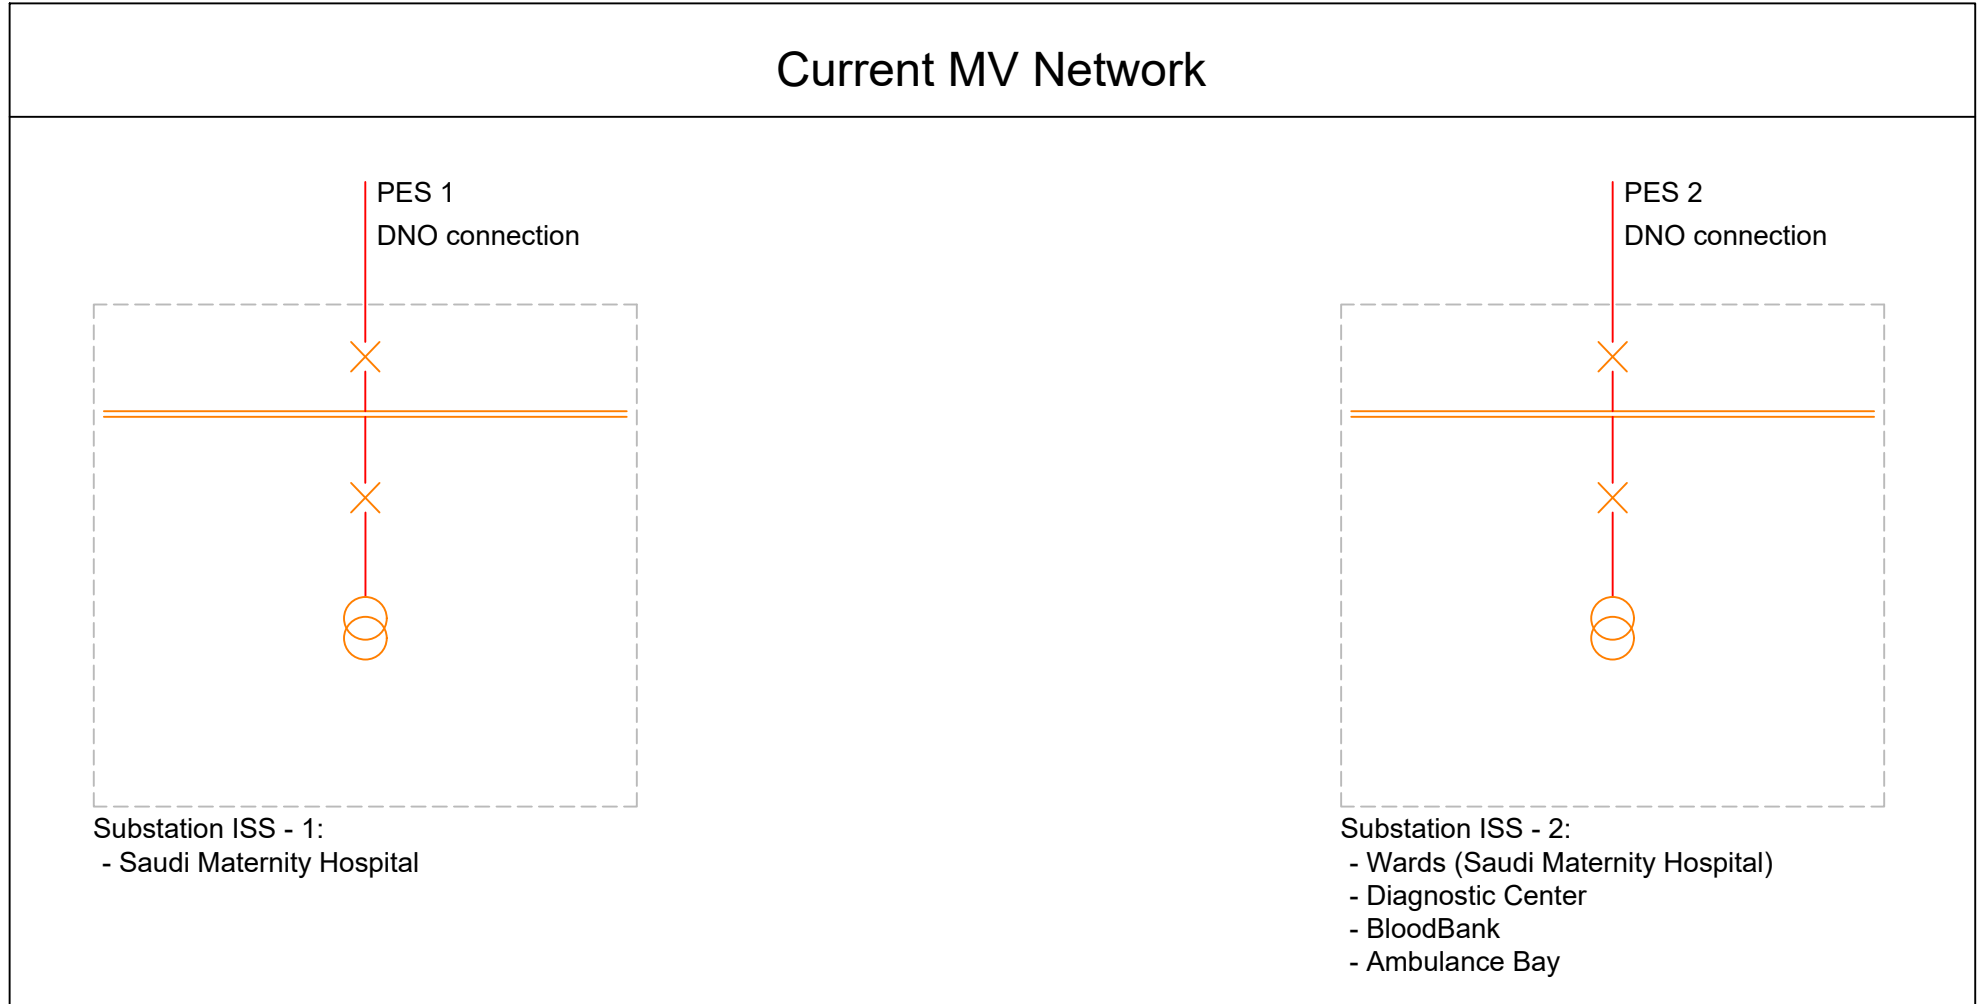 Current MV Network
PES 1
DNO connection
PES 2
DNO connection
Substation ISS - 1:
- Saudi Maternity Hospital
Substation ISS - 2:
- Wards (Saudi Maternity Hospital)
- Diagnostic Center
- BloodBank
- Ambulance Bay